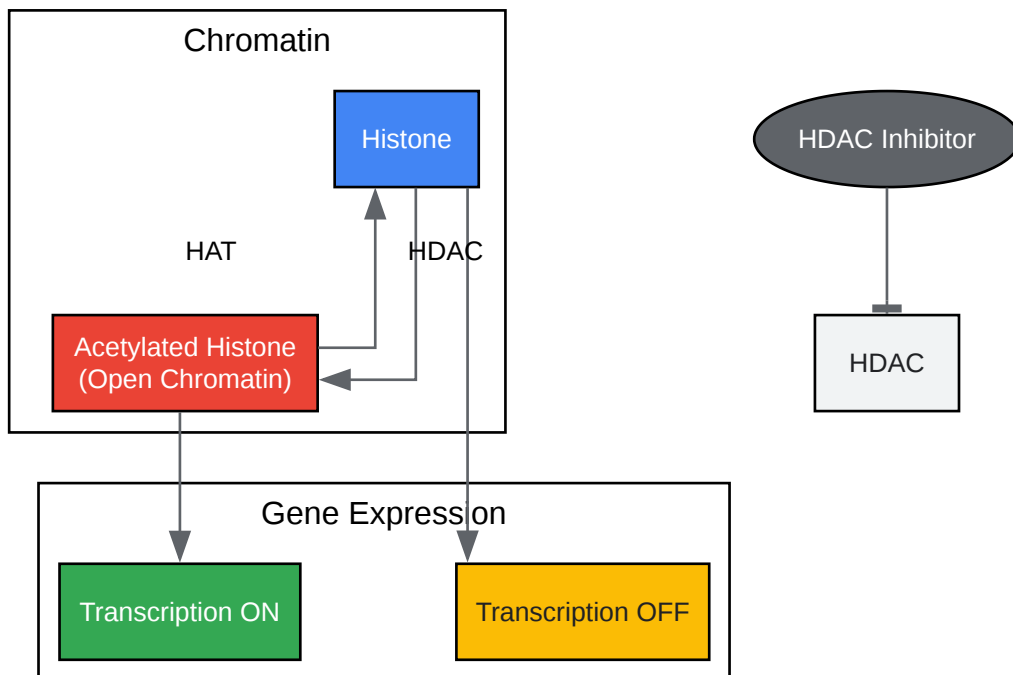 Chromatin
Histone
HDAC Inhibitor
HAT
HDAC
Acetylated Histone
(Open Chromatin)
HDAC
Gene Expression
Transcription ON
Transcription OFF